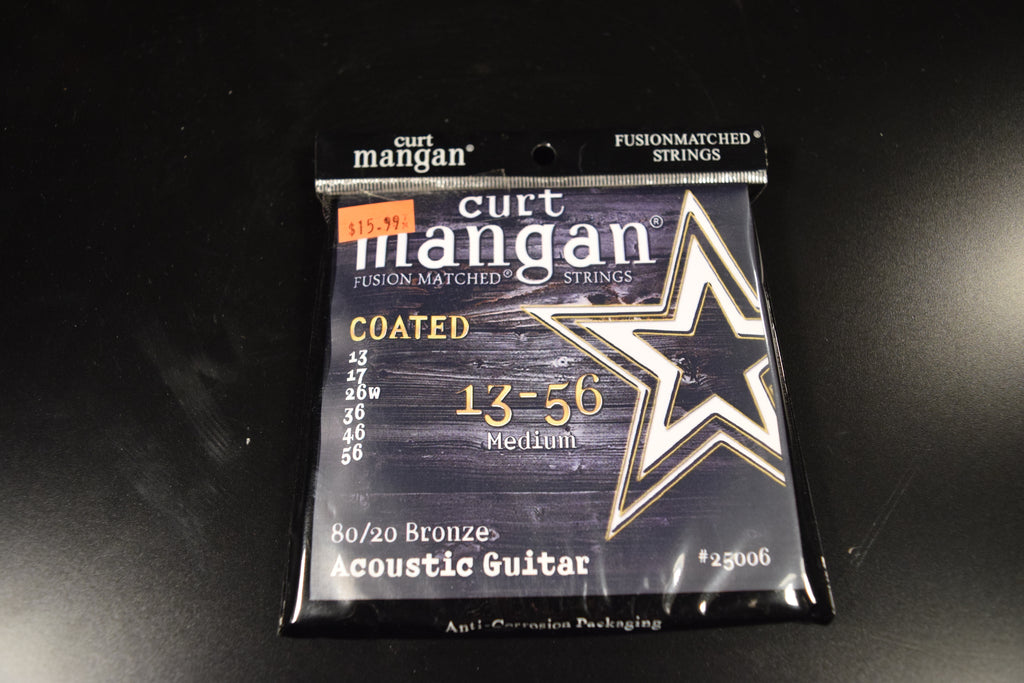 curt
mangan®
FUSIONMATCHED®
STRINGS
curt
$15.99
mangan®
FUSION MATCHED® STRINGS
COATED
13
17
26w
36
46
56
13-56
Medium
80/20 Bronze
Acoustic Guitar
#25006
Anti-Corrosion Packaging